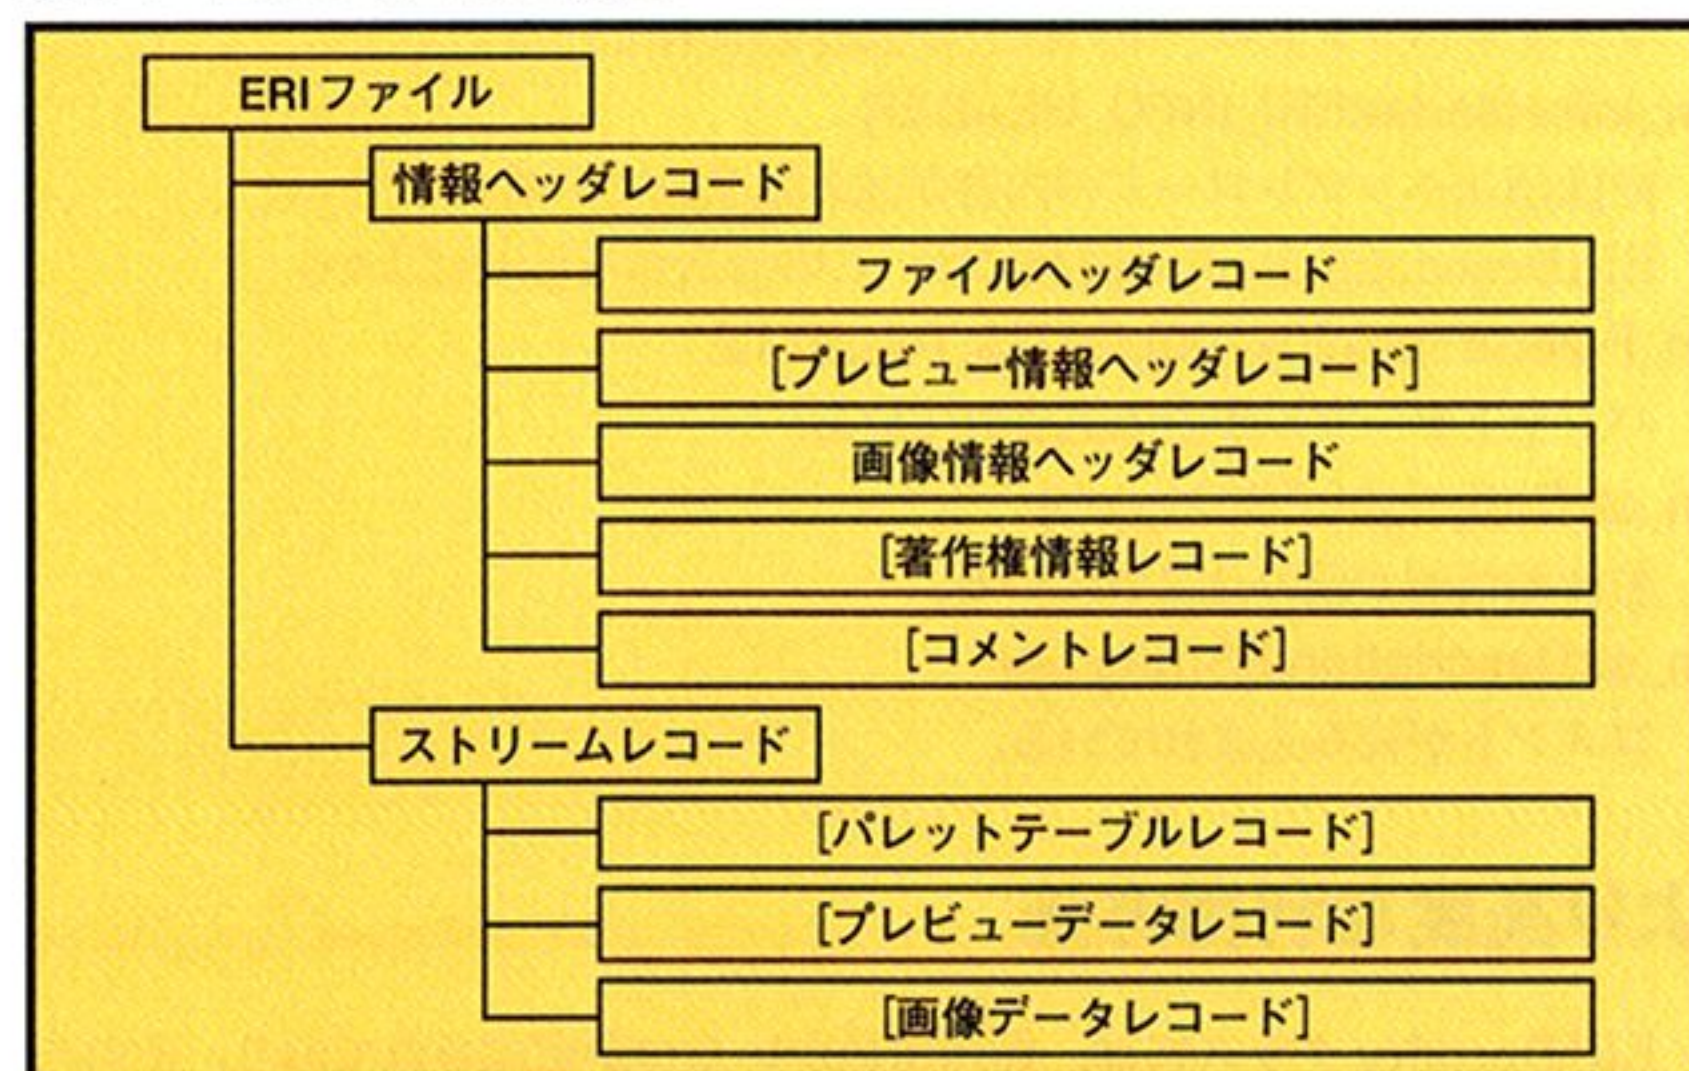 ERIファイル
情報ヘッダレコード
ファイルヘッダレコード
[プレビュー情報ヘッダレコード]
画像情報ヘッダレコード
[著作権情報レコード]
[コメントレコード]
ストリームレコード
[パレットテーブルレコード]
[プレビューデータレコード]
[画像データレコード]